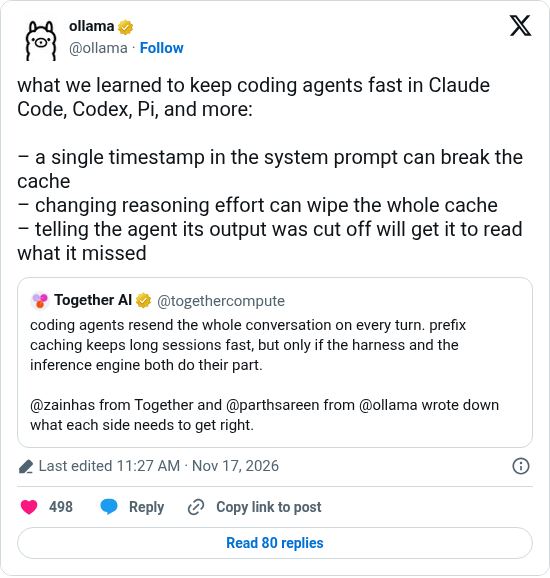 ollama
@ollama · Follow
what we learned to keep coding agents fast in Claude
Code, Codex, Pi, and more:
– a single timestamp in the system prompt can break the
cache
– changing reasoning effort can wipe the whole cache
– telling the agent its output was cut off will get it to read
what it missed
Together AI @togethercompute
coding agents resend the whole conversation on every turn. prefix
caching keeps long sessions fast, but only if the harness and the
inference engine both do their part.
@zainhas from Together and @parthsareen from @ollama wrote down
what each side needs to get right.
Last edited 11:27 AM · Nov 17, 2026
498 Reply Copy link to post
Read 80 replies